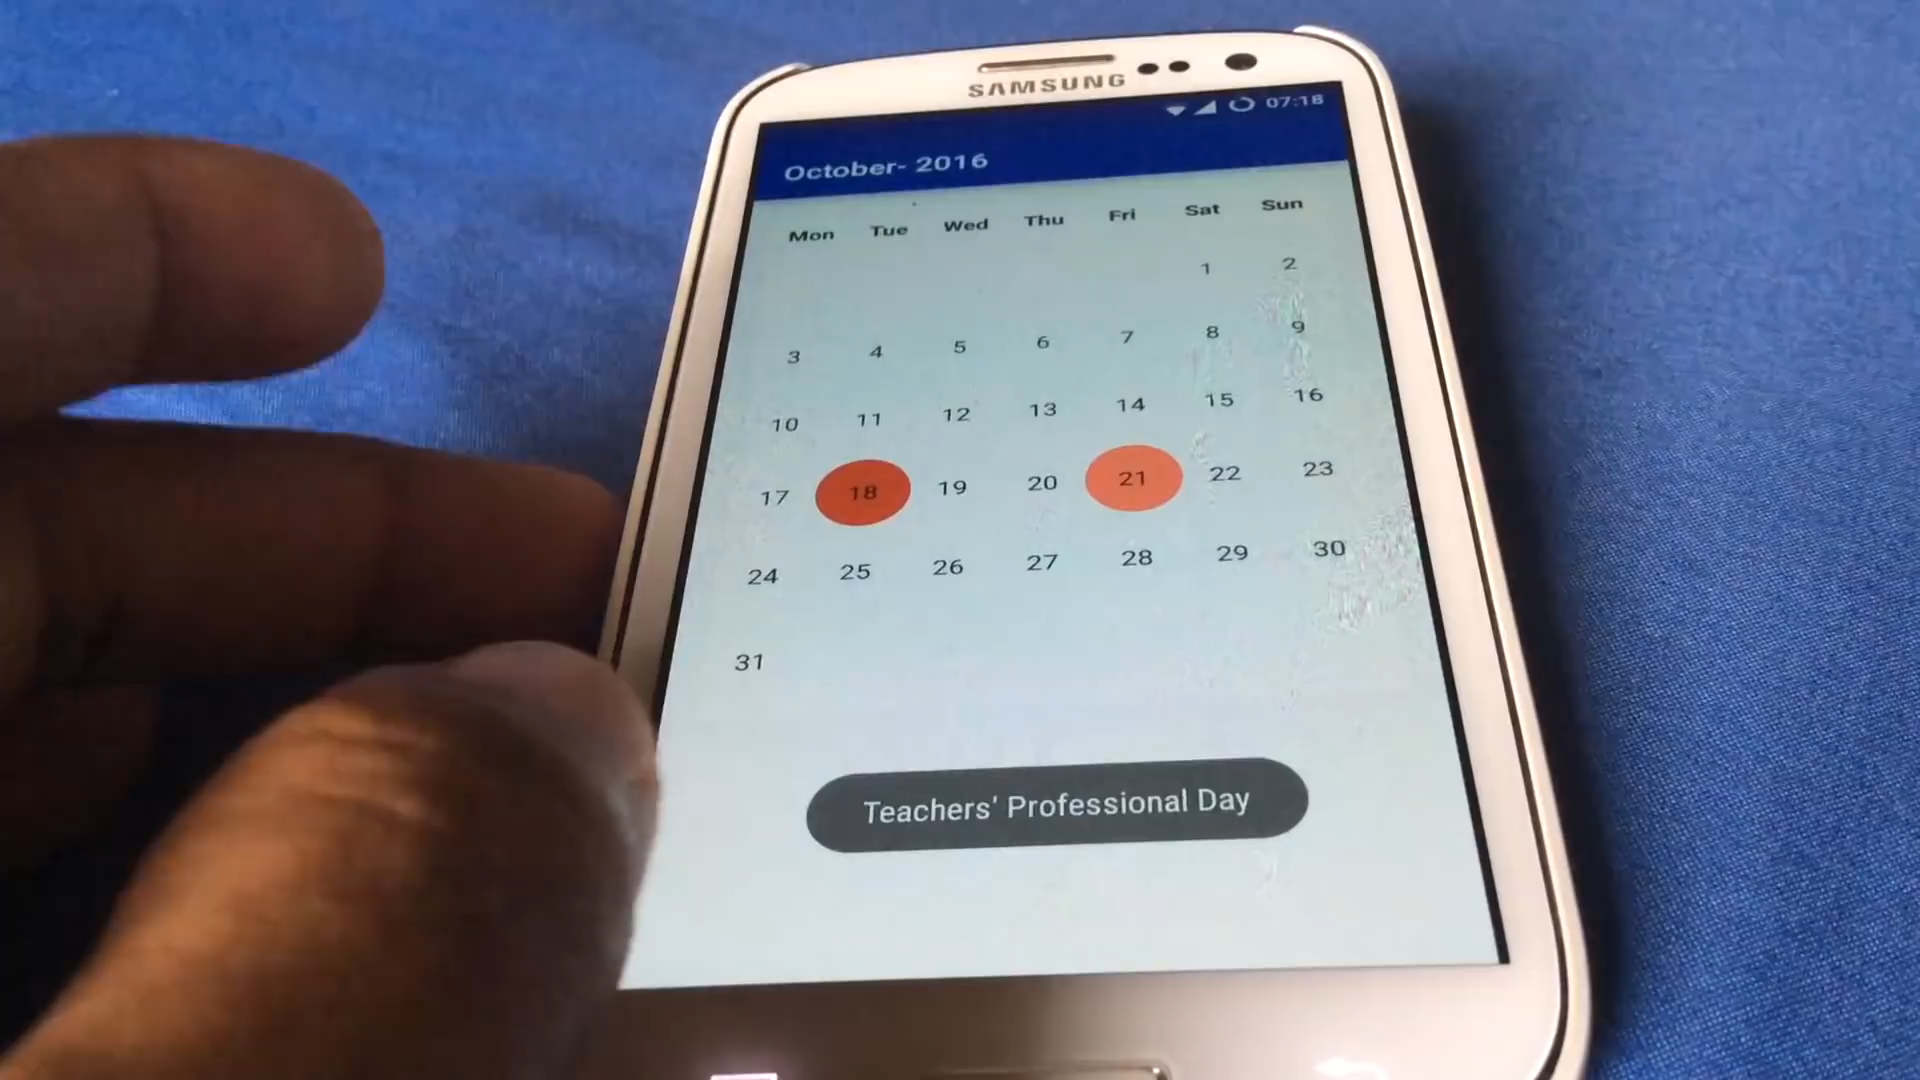 SAMSUNG
07:18
October- 2016
Mon Tue Wed Thu Fri Sat Sun
1 2
3 4 5 6 7 8 9
10 11 12 13 14 15 16
17 18 19 20 21 22 23
24 25 26 27 28 29 30
31
Teachers' Professional Day